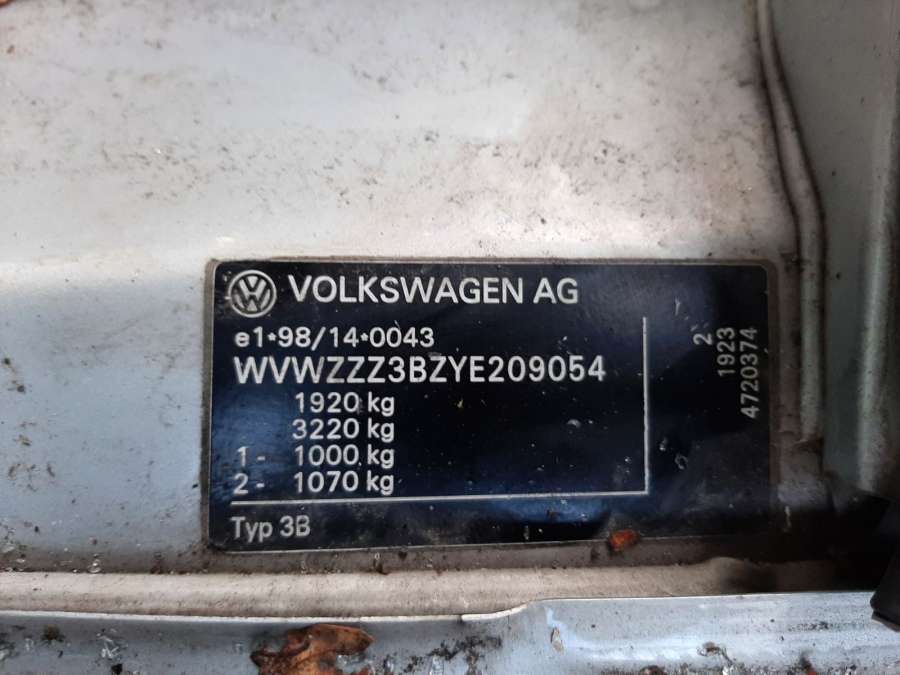 VOLKSWAGEN AG
e1*98/14*0043
WVWZZZ3BZYE209054
1920 kg
3220 kg
1 - 1000 kg
2 - 1070 kg
Typ 3B
2
1923
4720374